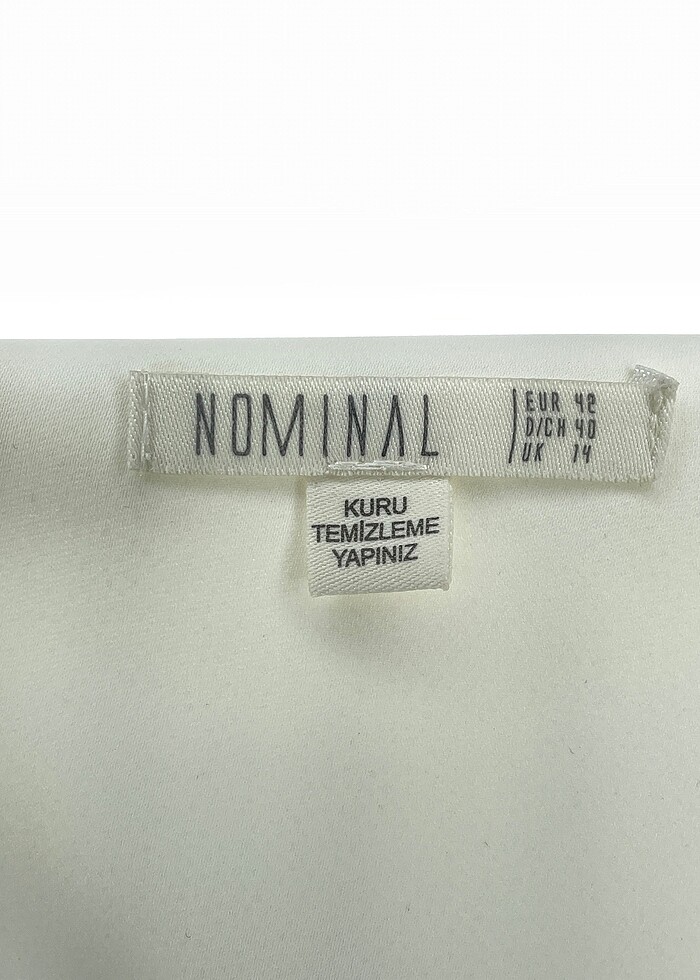 NOMINAL
EUR 42
D/CH 40
UK 14
KURU
TEMİZLEME
YAPINIZ